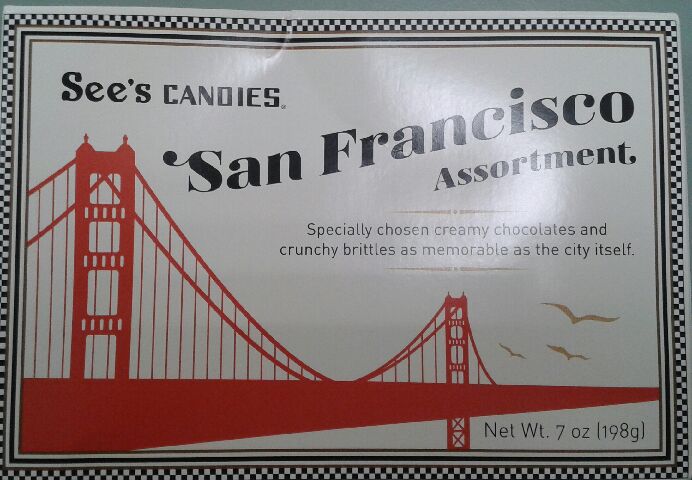 See's CANDIES®
San Francisco
Assortment.
Specially chosen creamy chocolates and
crunchy brittles as memorable as the city itself.
Net Wt. 7 oz (198g)